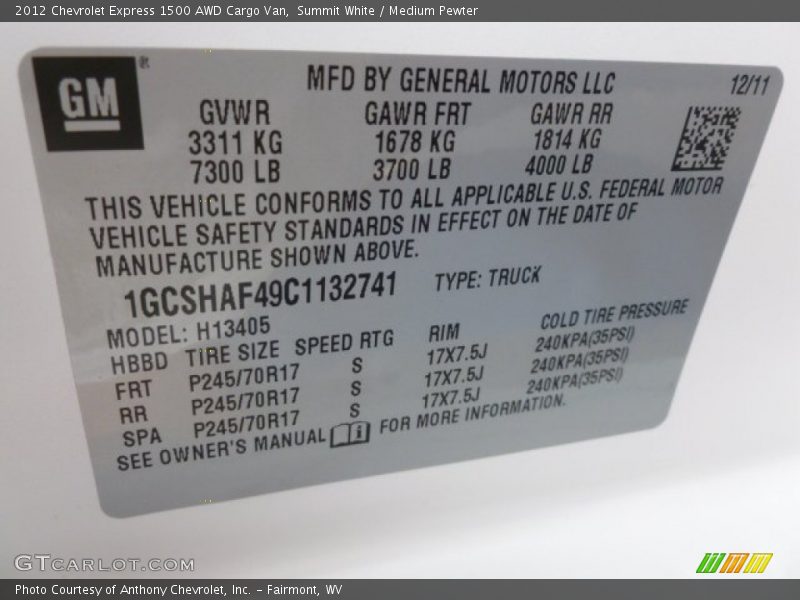 2012 Chevrolet Express 1500 AWD Cargo Van, Summit White / Medium Pewter
GM ®
MFD BY GENERAL MOTORS LLC 12/11
GVWR GAWR FRT GAWR RR
3311 KG 1678 KG 1814 KG
7300 LB 3700 LB 4000 LB
THIS VEHICLE CONFORMS TO ALL APPLICABLE U.S. FEDERAL MOTOR
VEHICLE SAFETY STANDARDS IN EFFECT ON THE DATE OF
MANUFACTURE SHOWN ABOVE.
1GCSHAF49C1132741 TYPE: TRUCK
MODEL: H13405
HBBD TIRE SIZE SPEED RTG RIM COLD TIRE PRESSURE
FRT P245/70R17 S 17X7.5J 240KPA(35PSI)
RR P245/70R17 S 17X7.5J 240KPA(35PSI)
SPA P245/70R17 S 17X7.5J 240KPA(35PSI)
SEE OWNER'S MANUAL FOR MORE INFORMATION.
GTCARLOT.COM
Photo Courtesy of Anthony Chevrolet, Inc. – Fairmont, WV